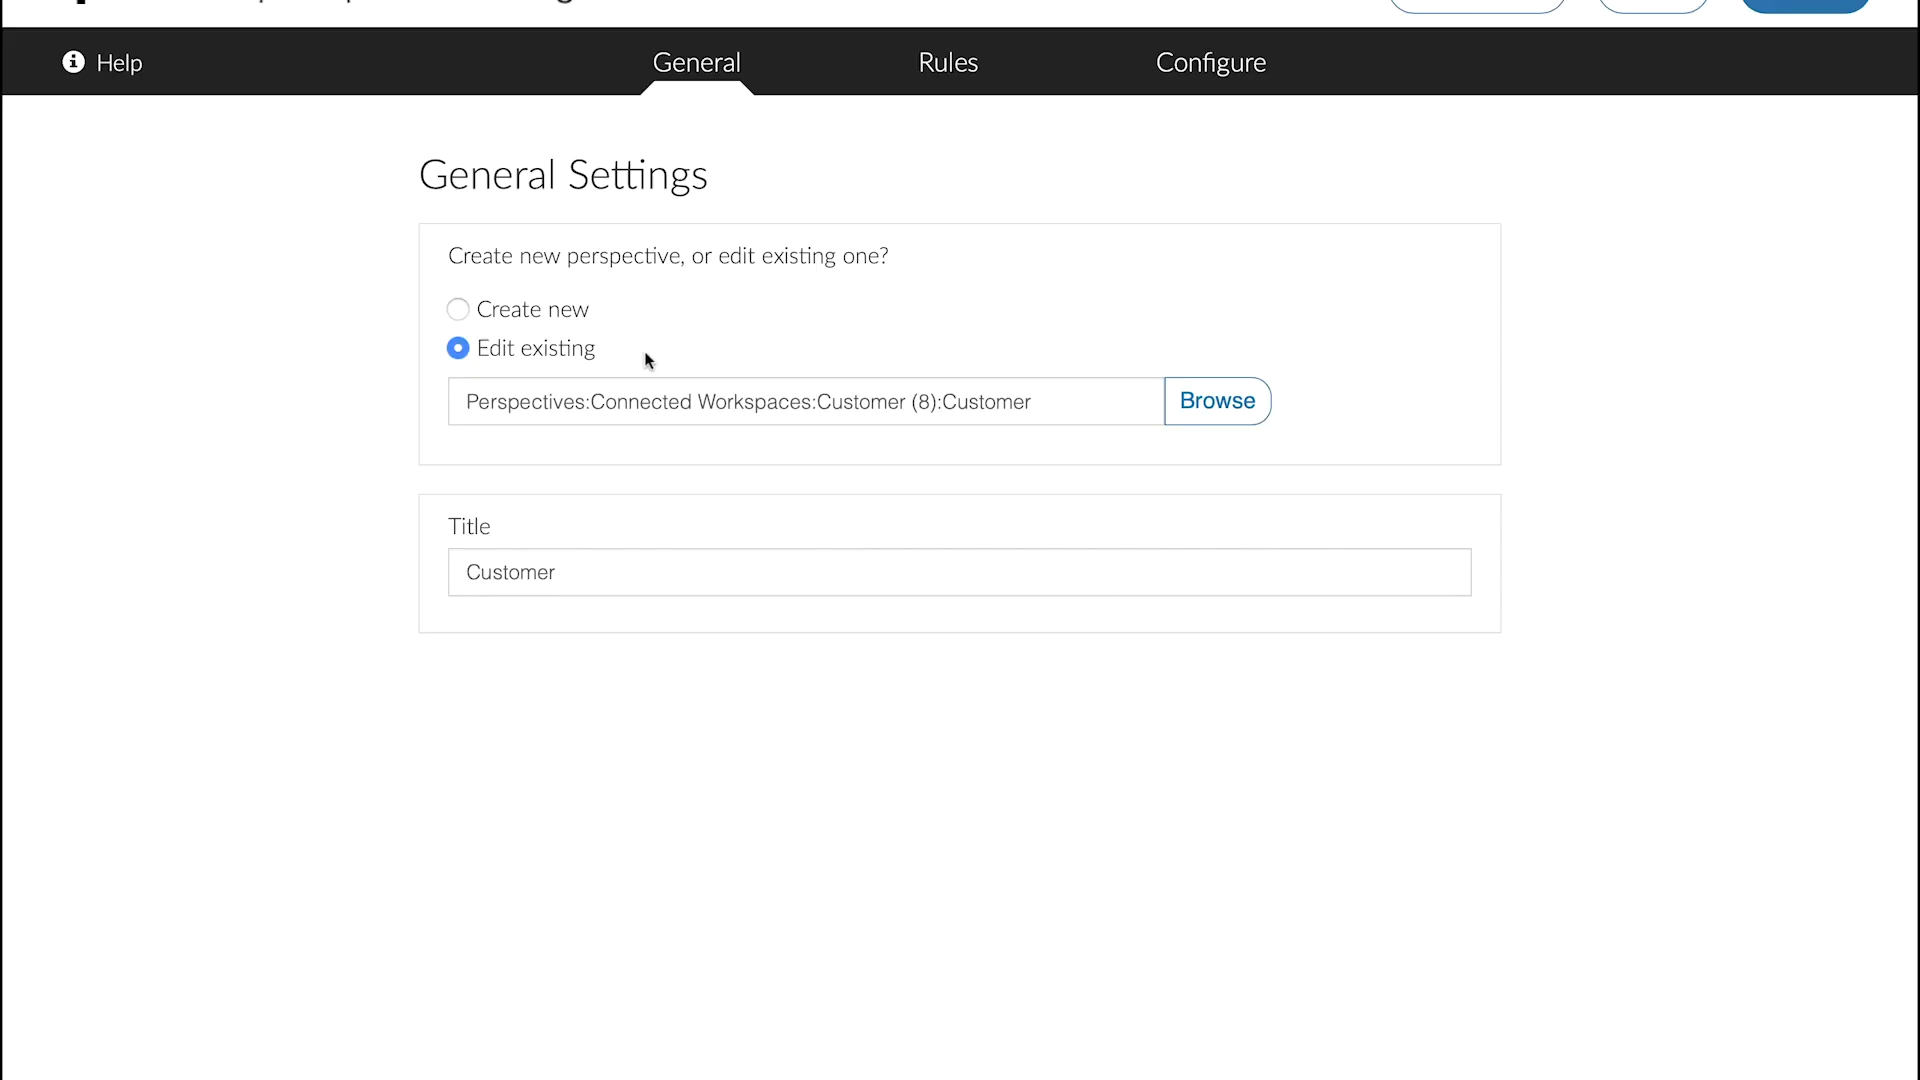 Help
General
Rules
Configure
General Settings
Create new perspective, or edit existing one?
Create new
Edit existing
Perspectives:Connected Workspaces:Customer (8):Customer
Browse
Title
Customer